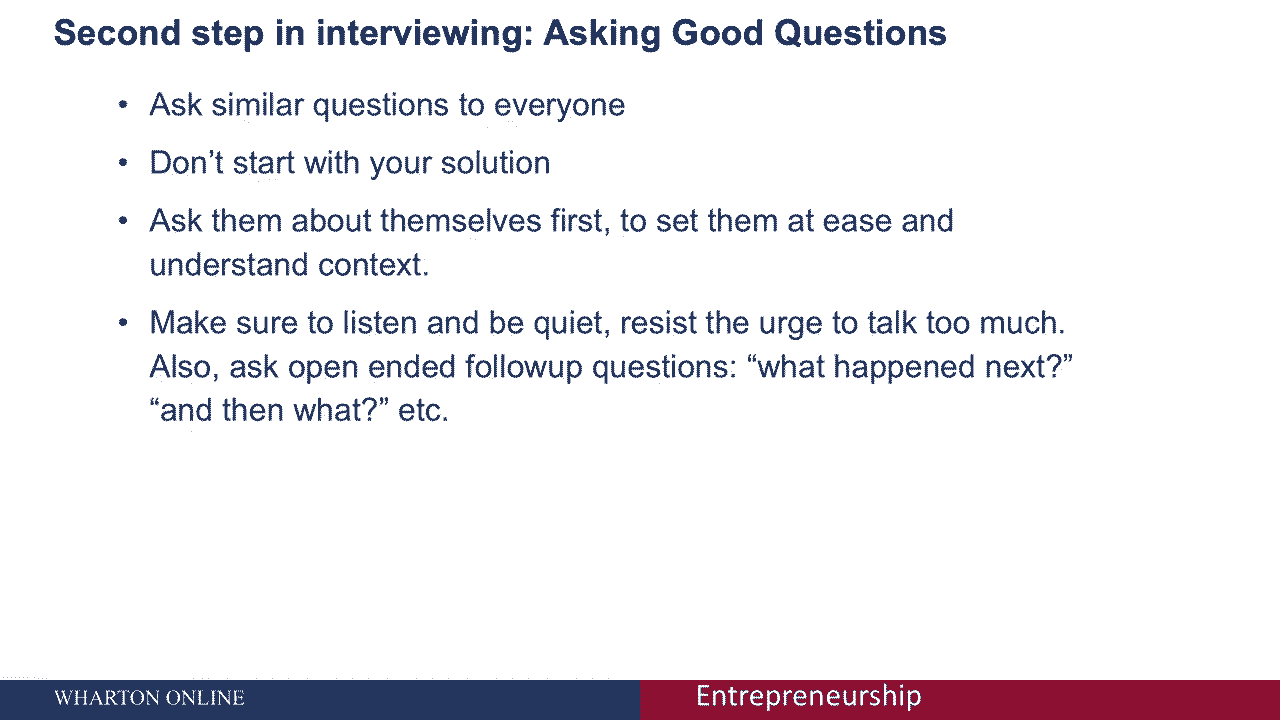 Second step in interviewing: Asking Good Questions
• Ask similar questions to everyone
• Don’t start with your solution
• Ask them about themselves first, to set them at ease and
understand context.
• Make sure to listen and be quiet, resist the urge to talk too much.
Also, ask open ended followup questions: “what happened next?”
“and then what?” etc.
WHARTON ONLINE
Entrepreneurship